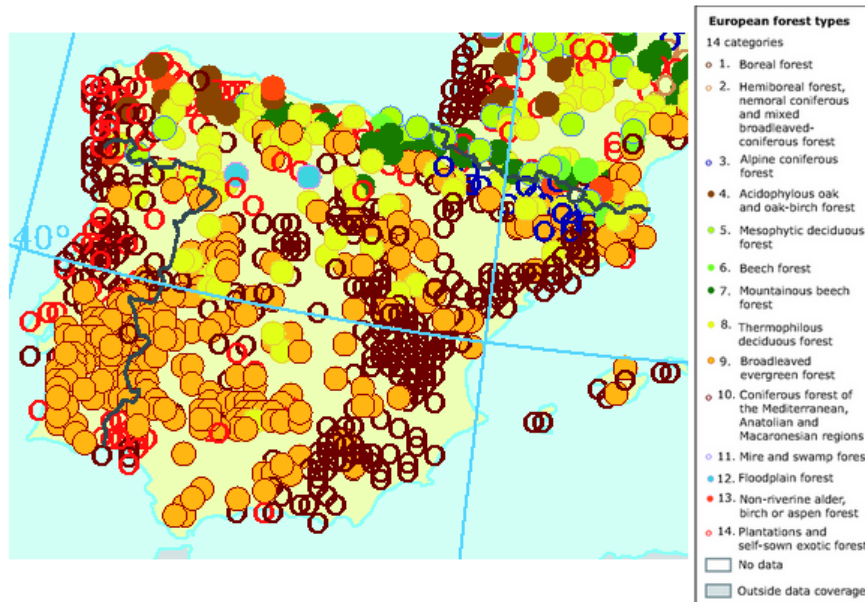 40°
European forest types
14 categories
1. Boreal forest
2. Hemiboreal forest,
nemoral coniferous
and mixed
broadleaved-
coniferous forest
3. Alpine coniferous
forest
4. Acidophylous oak
and oak-birch forest
5. Mesophytic deciduous
forest
6. Beech forest
7. Mountainous beech
forest
8. Thermophilous
deciduous forest
9. Broadleaved
evergreen forest
10. Coniferous forest of
the Mediterranean,
Anatolian and
Macaronesian regions
11. Mire and swamp forest
12. Floodplain forest
13. Non-riverine alder,
birch or aspen forest
14. Plantations and
self-sown exotic forest
No data
Outside data coverage